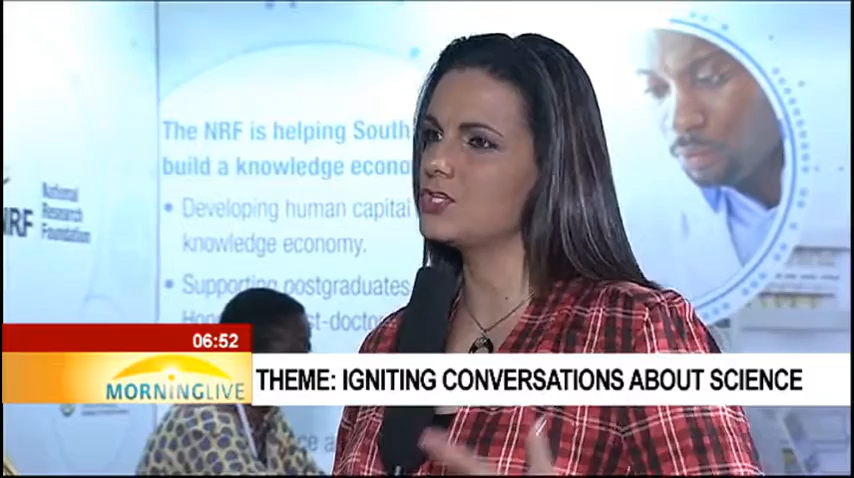 The NRF is helping South
build a knowledge econo
• Developing human capital
knowledge economy.
• Supporting postgraduates,
National
Research
Foundation
NRF
06:52
MORNINGLIVE
THEME: IGNITING CONVERSATIONS ABOUT SCIENCE